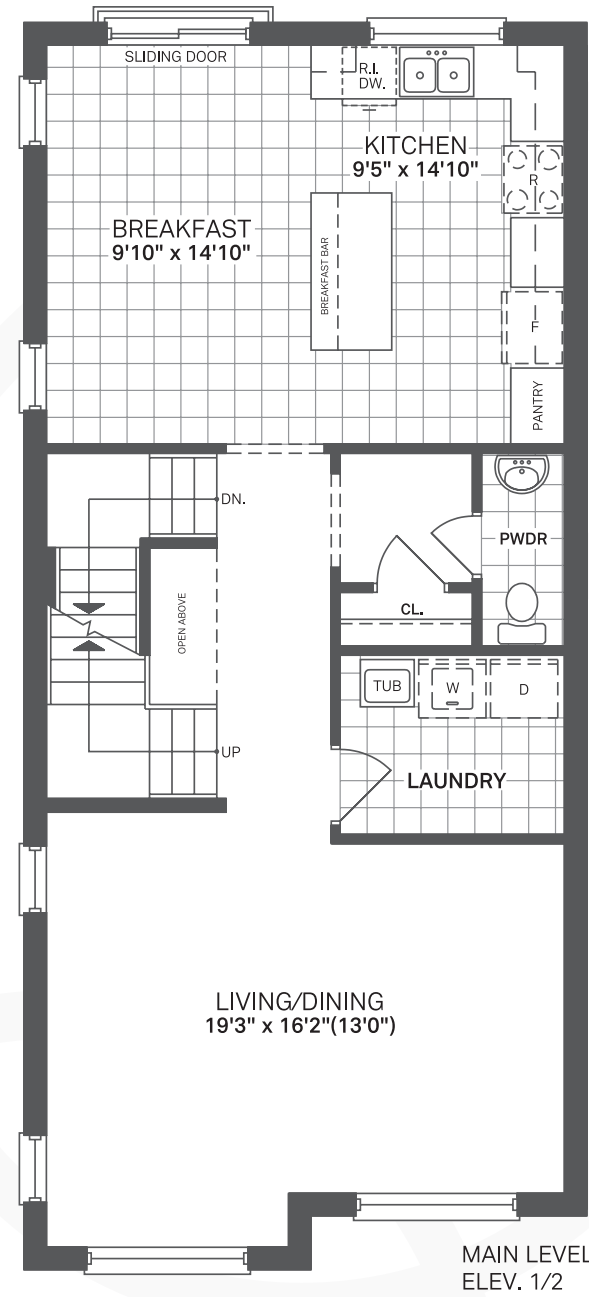 SLIDING DOOR
R.I.
DW.
KITCHEN
9'5" x 14'10"
R
BREAKFAST
9'10" x 14'10"
BREAKFAST BAR
F
PANTRY
DN.
PWDR
OPEN ABOVE
CL.
TUB
W
D
UP
LAUNDRY
LIVING/DINING
19'3" x 16'2"(13'0")
MAIN LEVEL
ELEV. 1/2